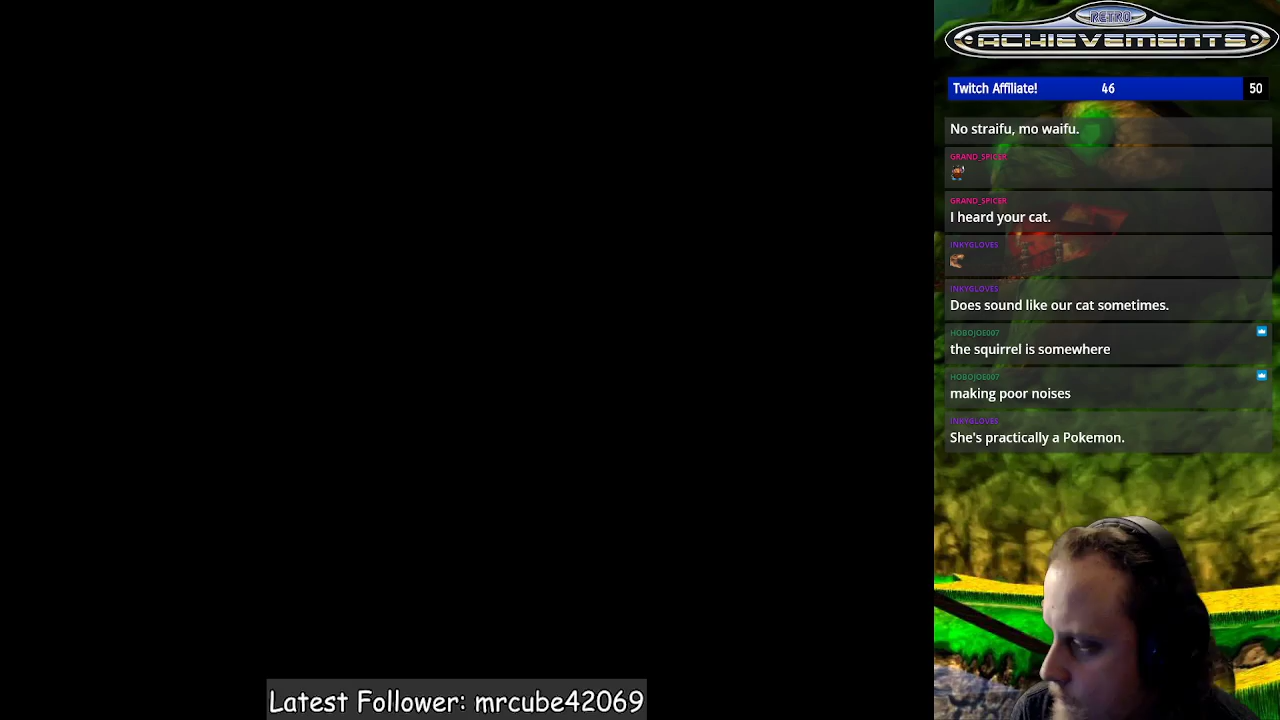 RETRO
ACHIEVEMENTS
Twitch Affiliate! 46 50
No straifu, mo waifu.
GRAND_SPICER
GRAND_SPICER
I heard your cat.
INKYGLOVES
INKYGLOVES
Does sound like our cat sometimes.
HOBOJOE007
the squirrel is somewhere
HOBOJOE007
making poor noises
INKYGLOVES
She's practically a Pokemon.
Latest Follower: mrcube42069